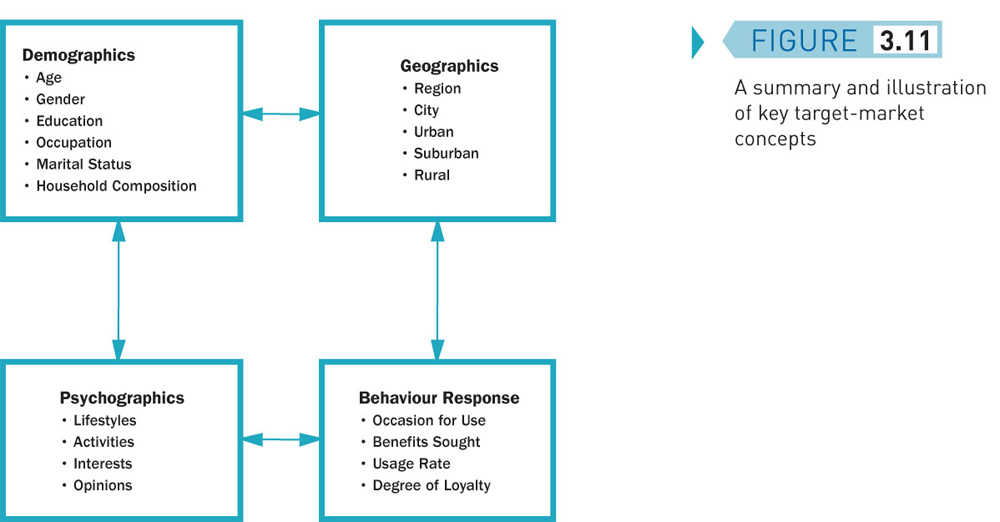 Demographics
• Age
• Gender
• Education
• Occupation
• Marital Status
• Household Composition
Geographics
• Region
• City
• Urban
• Suburban
• Rural
Psychographics
• Lifestyles
• Activities
• Interests
• Opinions
Behaviour Response
• Occasion for Use
• Benefits Sought
• Usage Rate
• Degree of Loyalty
FIGURE 3.11
A summary and illustration
of key target-market
concepts